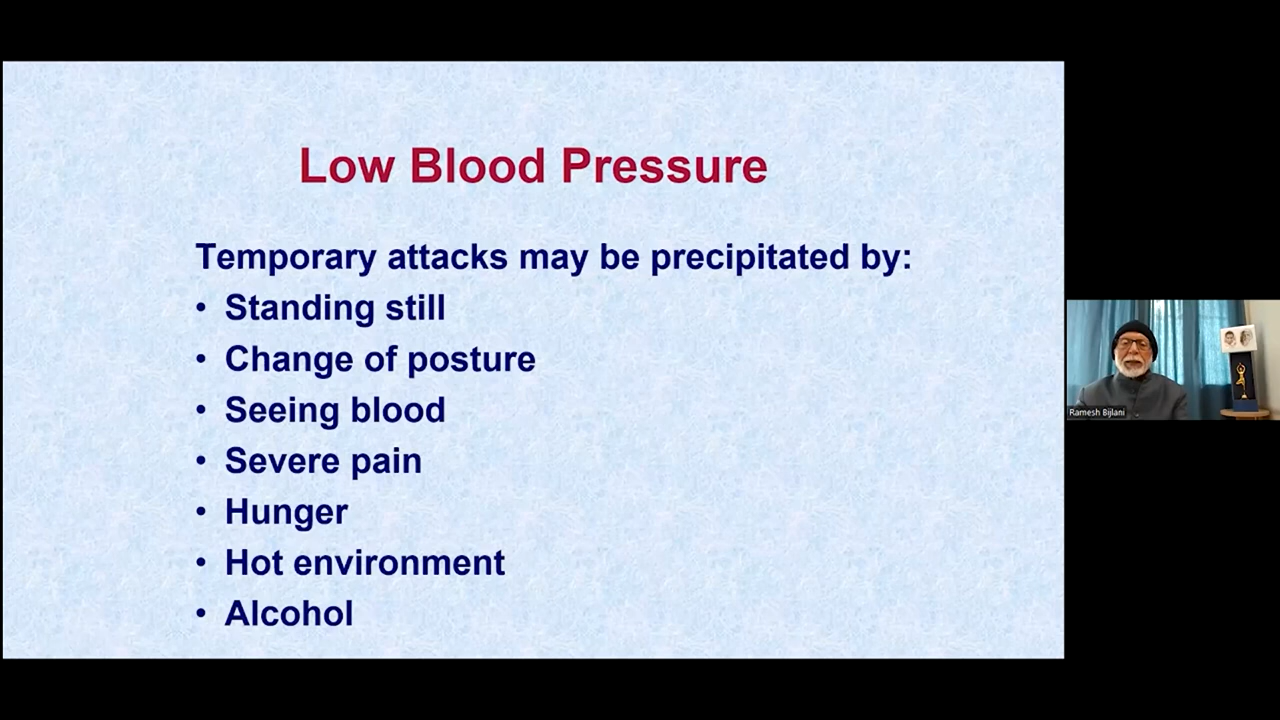 Low Blood Pressure
Temporary attacks may be precipitated by:
• Standing still
• Change of posture
• Seeing blood
• Severe pain
• Hunger
• Hot environment
• Alcohol
Ramesh Bijlani